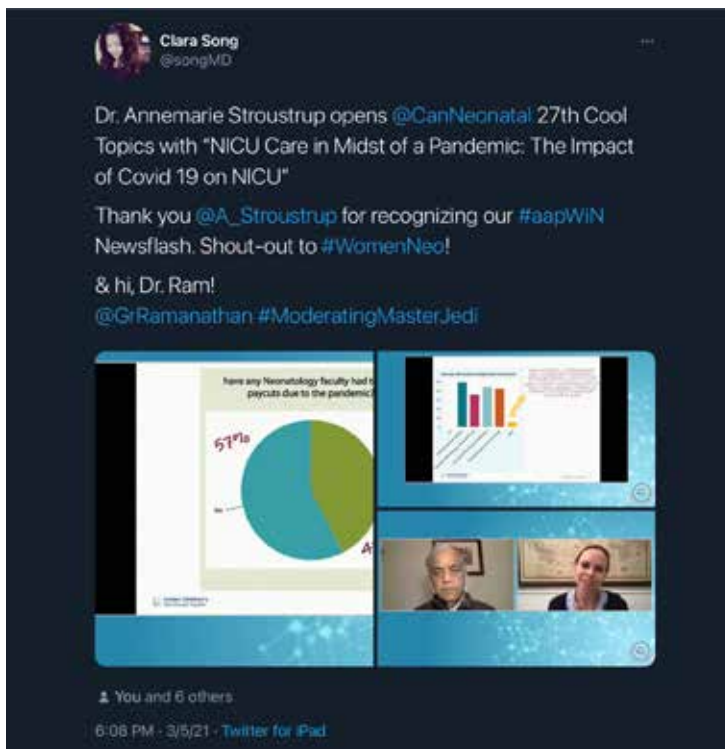 Clara Song
@songMD
Dr. Annemarie Stroustrup opens @CanNeonatal 27th Cool
Topics with "NICU Care in Midst of a Pandemic: The Impact
of Covid 19 on NICU"
Thank you @A_Stroustrup for recognizing our #aapWiN
Newsflash. Shout-out to #WomenNeo!
& hi, Dr. Ram!
@GrRamanathan #ModeratingMasterJedi
have any Neonatology faculty had
paycuts due to the pandemic?
57%
No
You and 6 others
6:08 PM · 3/5/21 · Twitter for iPad